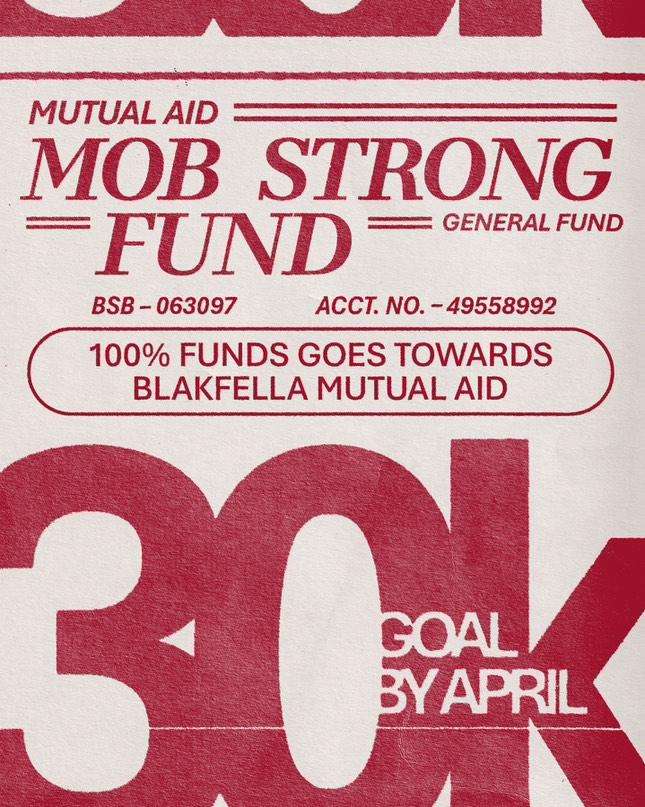 30k
MUTUAL AID
MOB STRONG
FUND
GENERAL FUND
BSB – 063097 ACCT. NO. – 49558992
100% FUNDS GOES TOWARDS
BLAKFELLA MUTUAL AID
30k
GOAL
BY APRIL